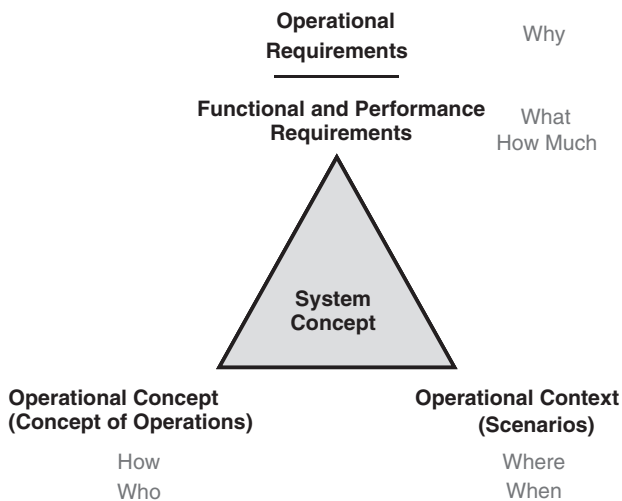 Operational
Requirements
Why
Functional and Performance
Requirements
What
How Much
System
Concept
Operational Concept
(Concept of Operations)
How
Who
Operational Context
(Scenarios)
Where
When